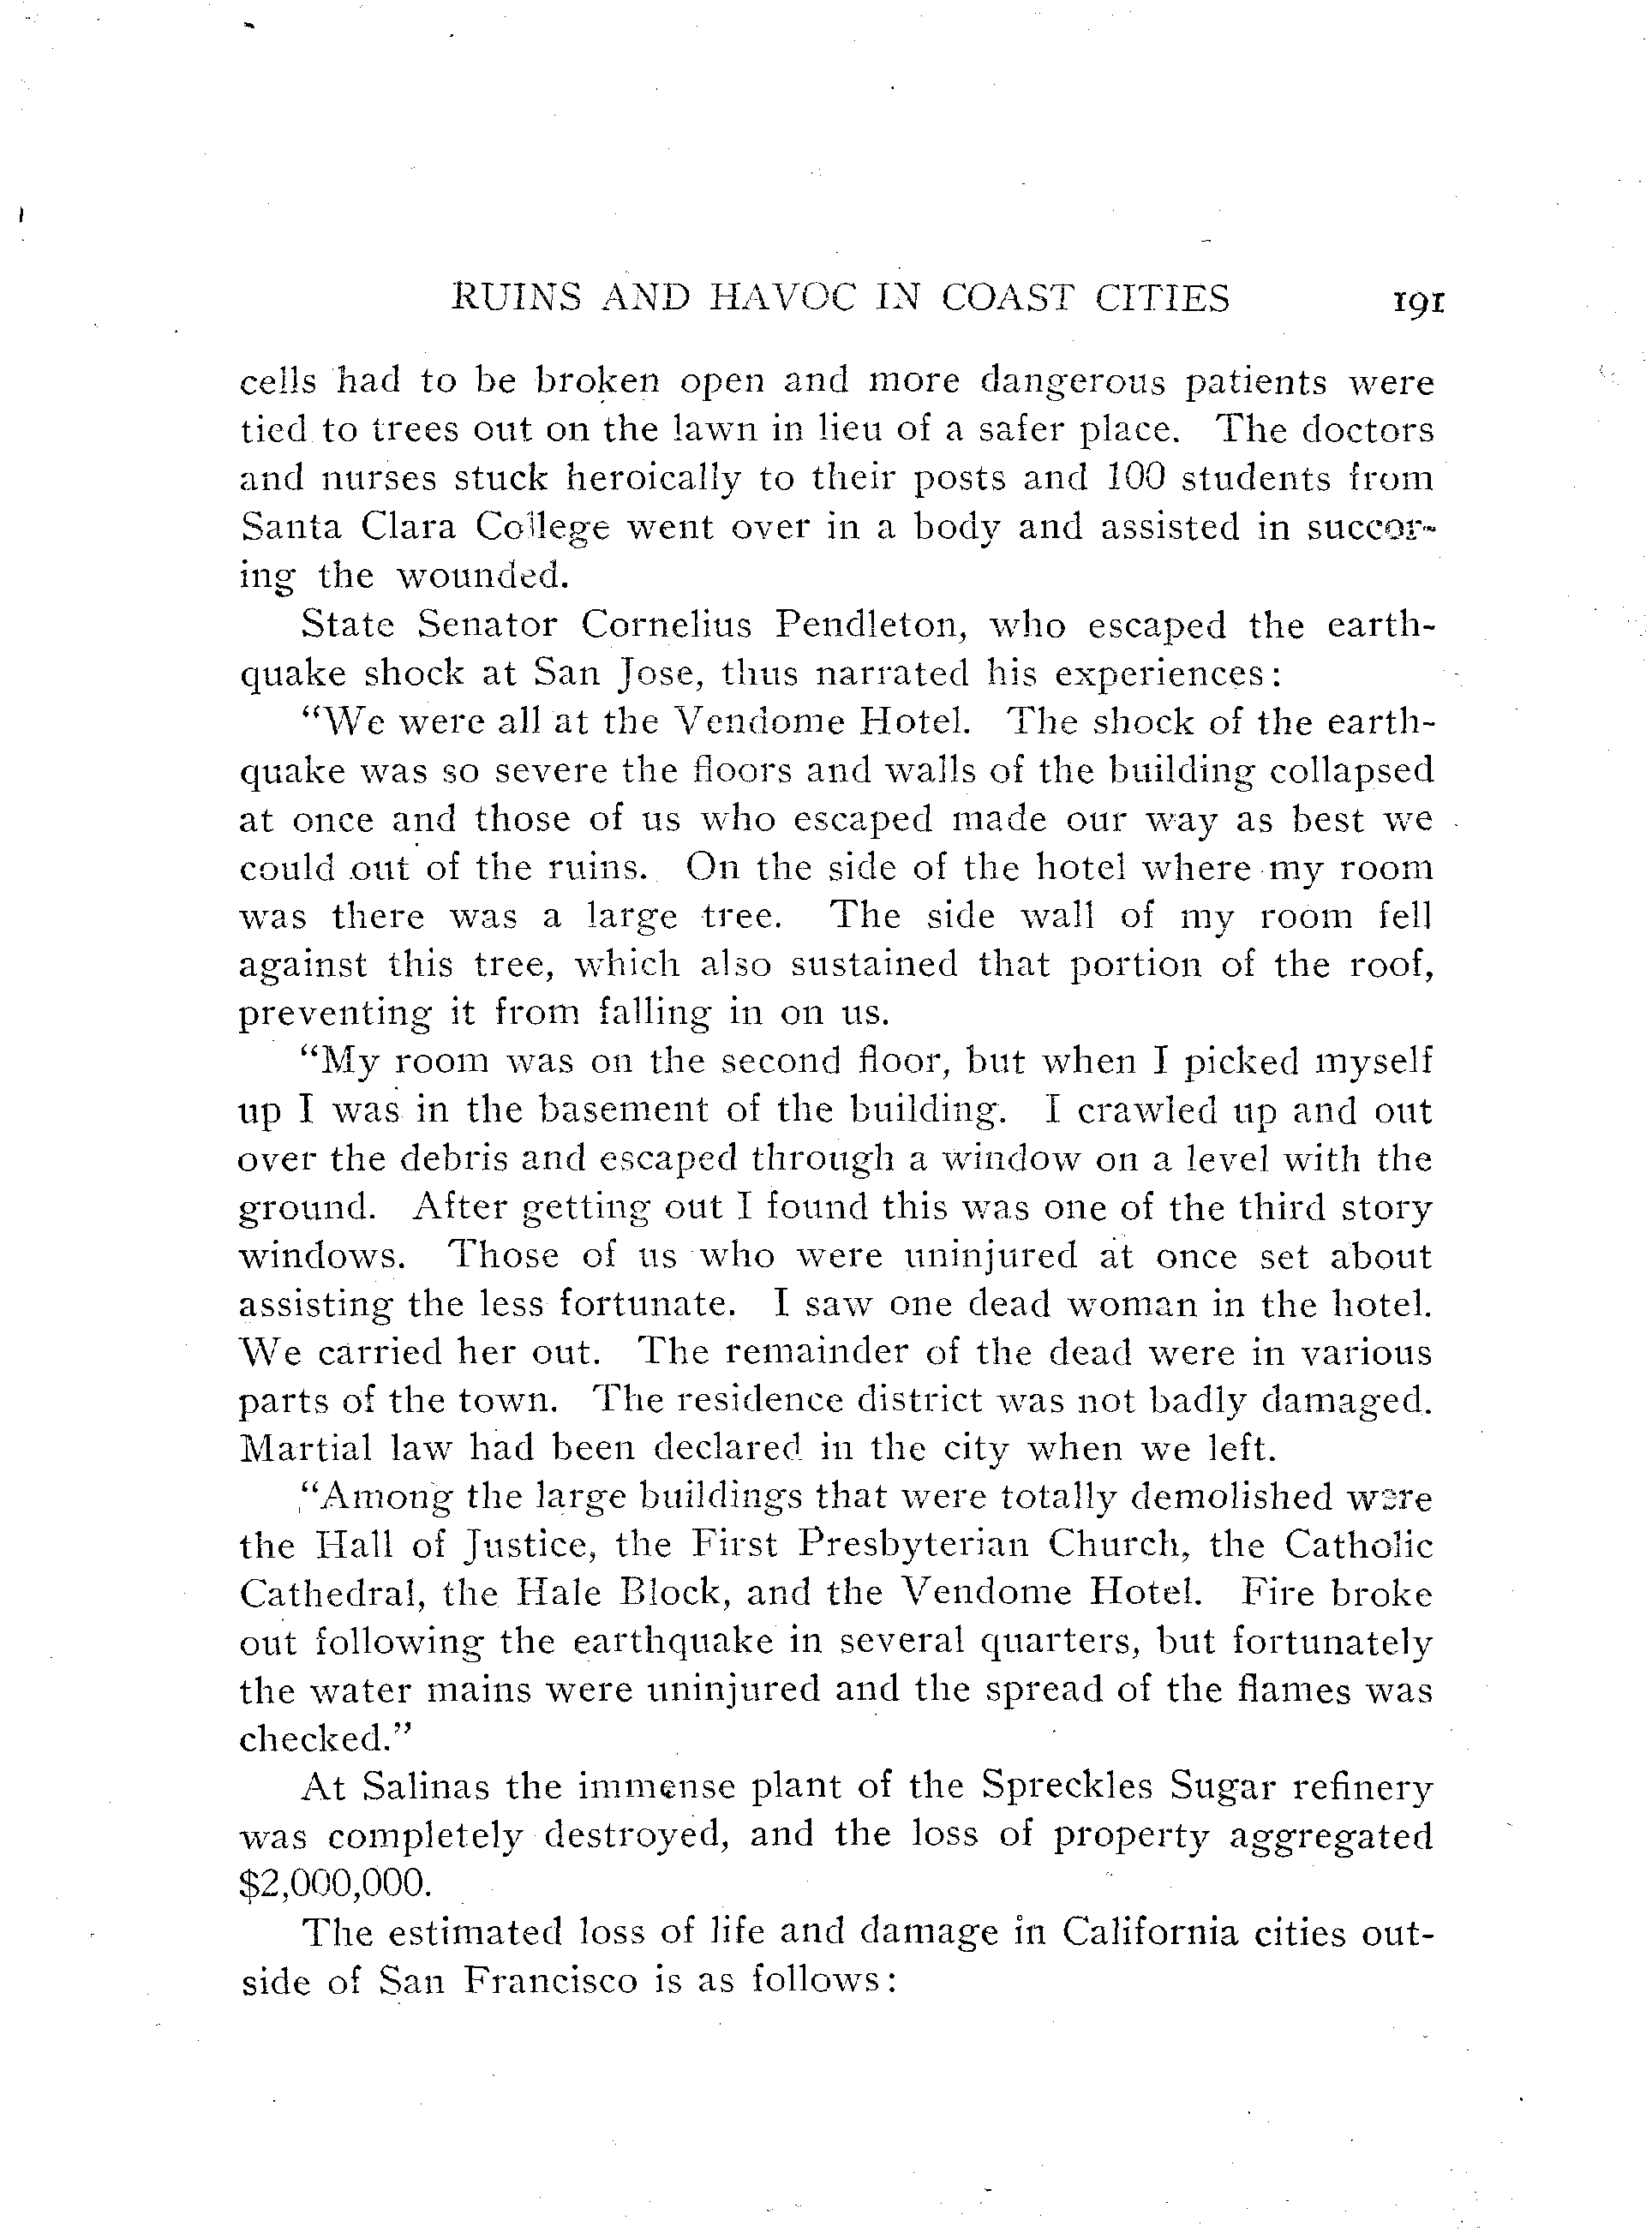 RUINS AND HAVOC IN COAST CITIES 191
cells had to be broken open and more dangerous patients were
tied to trees out on the lawn in lieu of a safer place. The doctors
and nurses stuck heroically to their posts and 100 students from
Santa Clara College went over in a body and assisted in succor-
ing the wounded.
State Senator Cornelius Pendleton, who escaped the earth-
quake shock at San Jose, thus narrated his experiences:
“We were all at the Vendome Hotel. The shock of the earth-
quake was so severe the floors and walls of the building collapsed
at once and those of us who escaped made our way as best we
could out of the ruins. On the side of the hotel where my room
was there was a large tree. The side wall of my room fell
against this tree, which also sustained that portion of the roof,
preventing it from falling in on us.
“My room was on the second floor, but when I picked myself
up I was in the basement of the building. I crawled up and out
over the debris and escaped through a window on a level with the
ground. After getting out I found this was one of the third story
windows. Those of us who were uninjured at once set about
assisting the less fortunate. I saw one dead woman in the hotel.
We carried her out. The remainder of the dead were in various
parts of the town. The residence district was not badly damaged.
Martial law had been declared in the city when we left.
“Among the large buildings that were totally demolished were
the Hall of Justice, the First Presbyterian Church, the Catholic
Cathedral, the Hale Block, and the Vendome Hotel. Fire broke
out following the earthquake in several quarters, but fortunately
the water mains were uninjured and the spread of the flames was
checked.”
At Salinas the immense plant of the Spreckles Sugar refinery
was completely destroyed, and the loss of property aggregated
$2,000,000.
The estimated loss of life and damage in California cities out-
side of San Francisco is as follows: